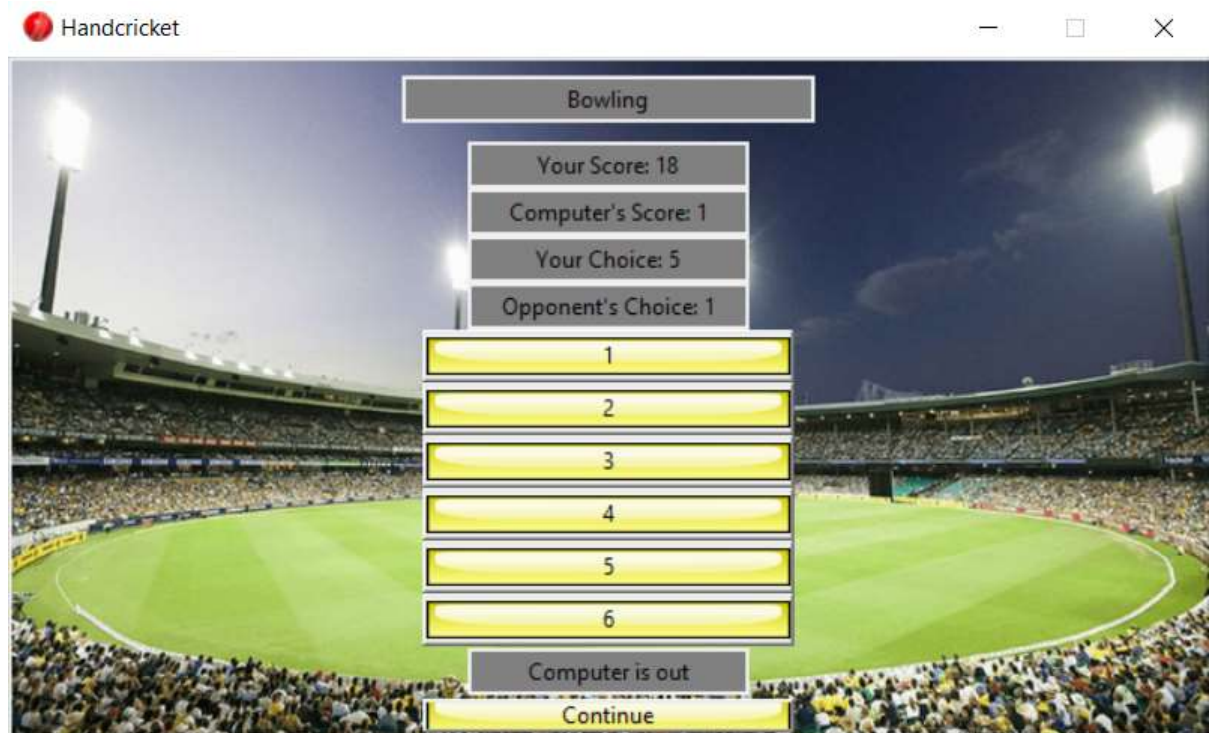 Handcricket
Bowling
Your Score: 18
Computer's Score: 1
Your Choice: 5
Opponent's Choice: 1
1
2
3
4
5
6
Computer is out
Continue